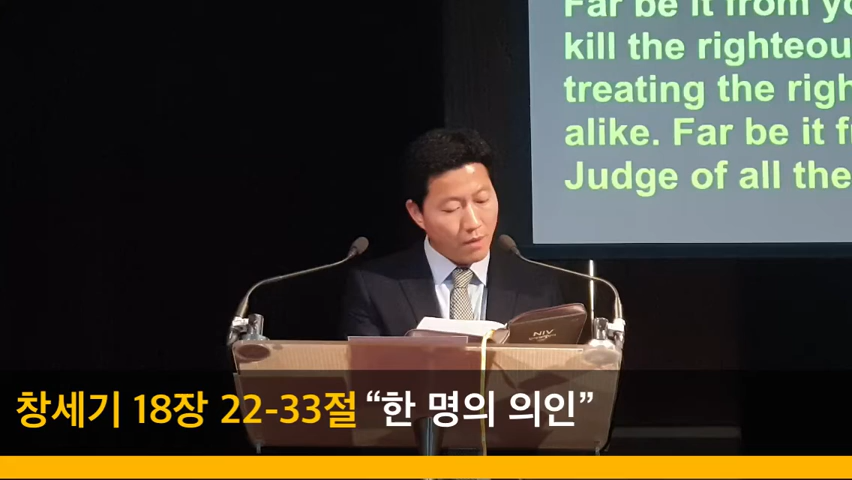 Far be it from yo
kill the righteou
treating the righ
alike. Far be it f
Judge of all the
NIV
창세기 18장 22-33절 “한 명의 의인”